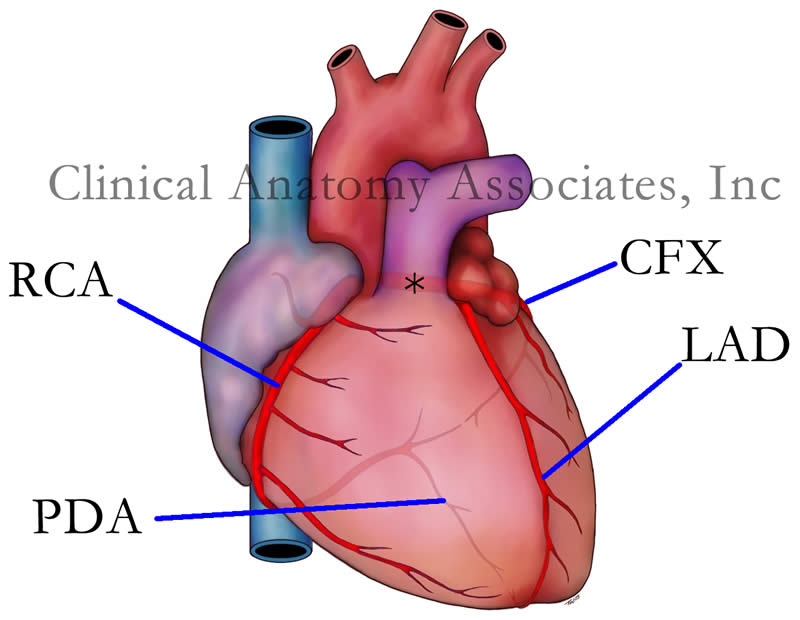 Clinical Anatomy Associates, Inc
RCA
CFX
*
LAD
PDA